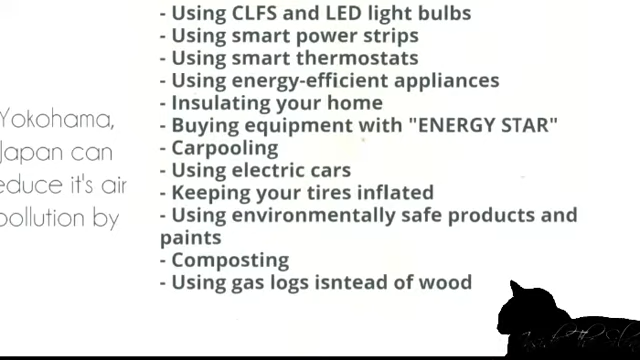 - Using CLFS and LED light bulbs
- Using smart power strips
- Using smart thermostats
- Using energy-efficient appliances
- Insulating your home
- Buying equipment with "ENERGY STAR"
- Carpooling
- Using electric cars
- Keeping your tires inflated
- Using environmentally safe products and
paints
- Composting
- Using gas logs isntead of wood
Yokohama,
Japan can
educe it's air
pollution by